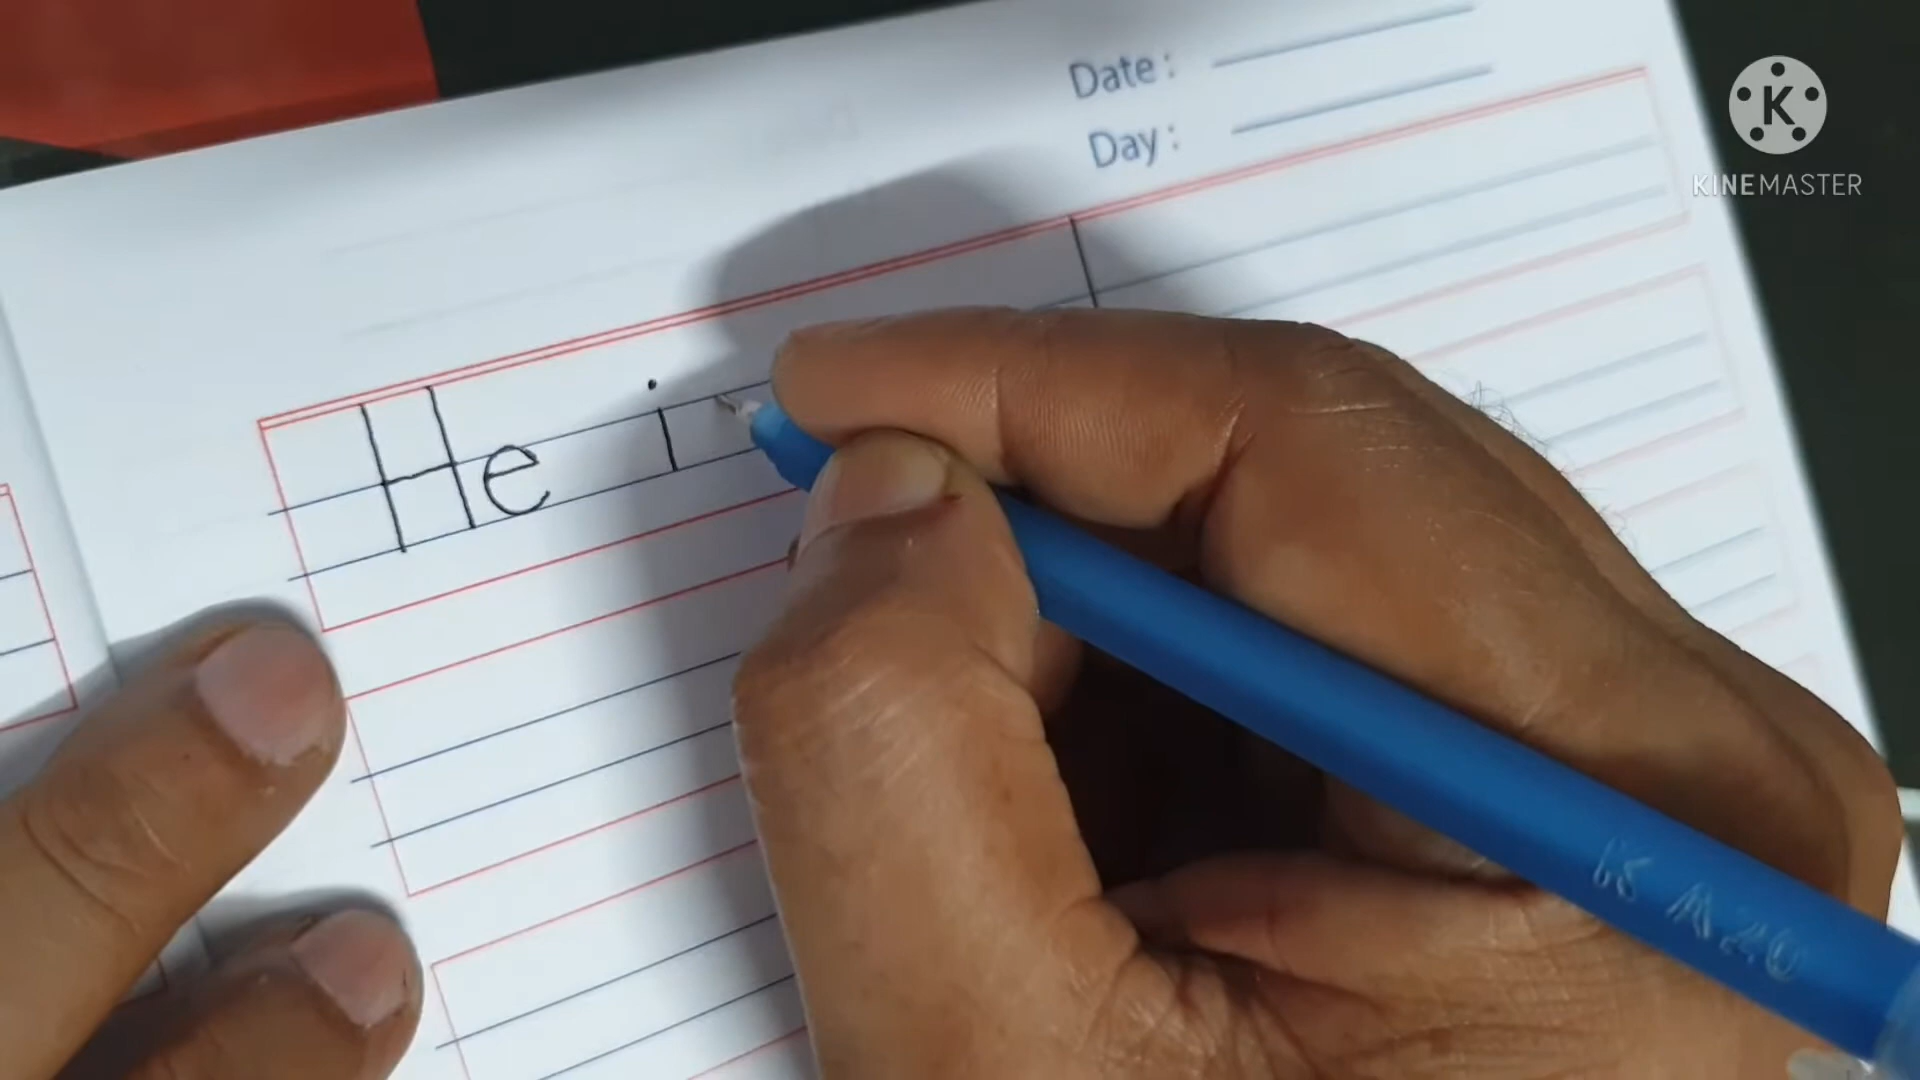 Date :
Day :
K
KINEMASTER
He i